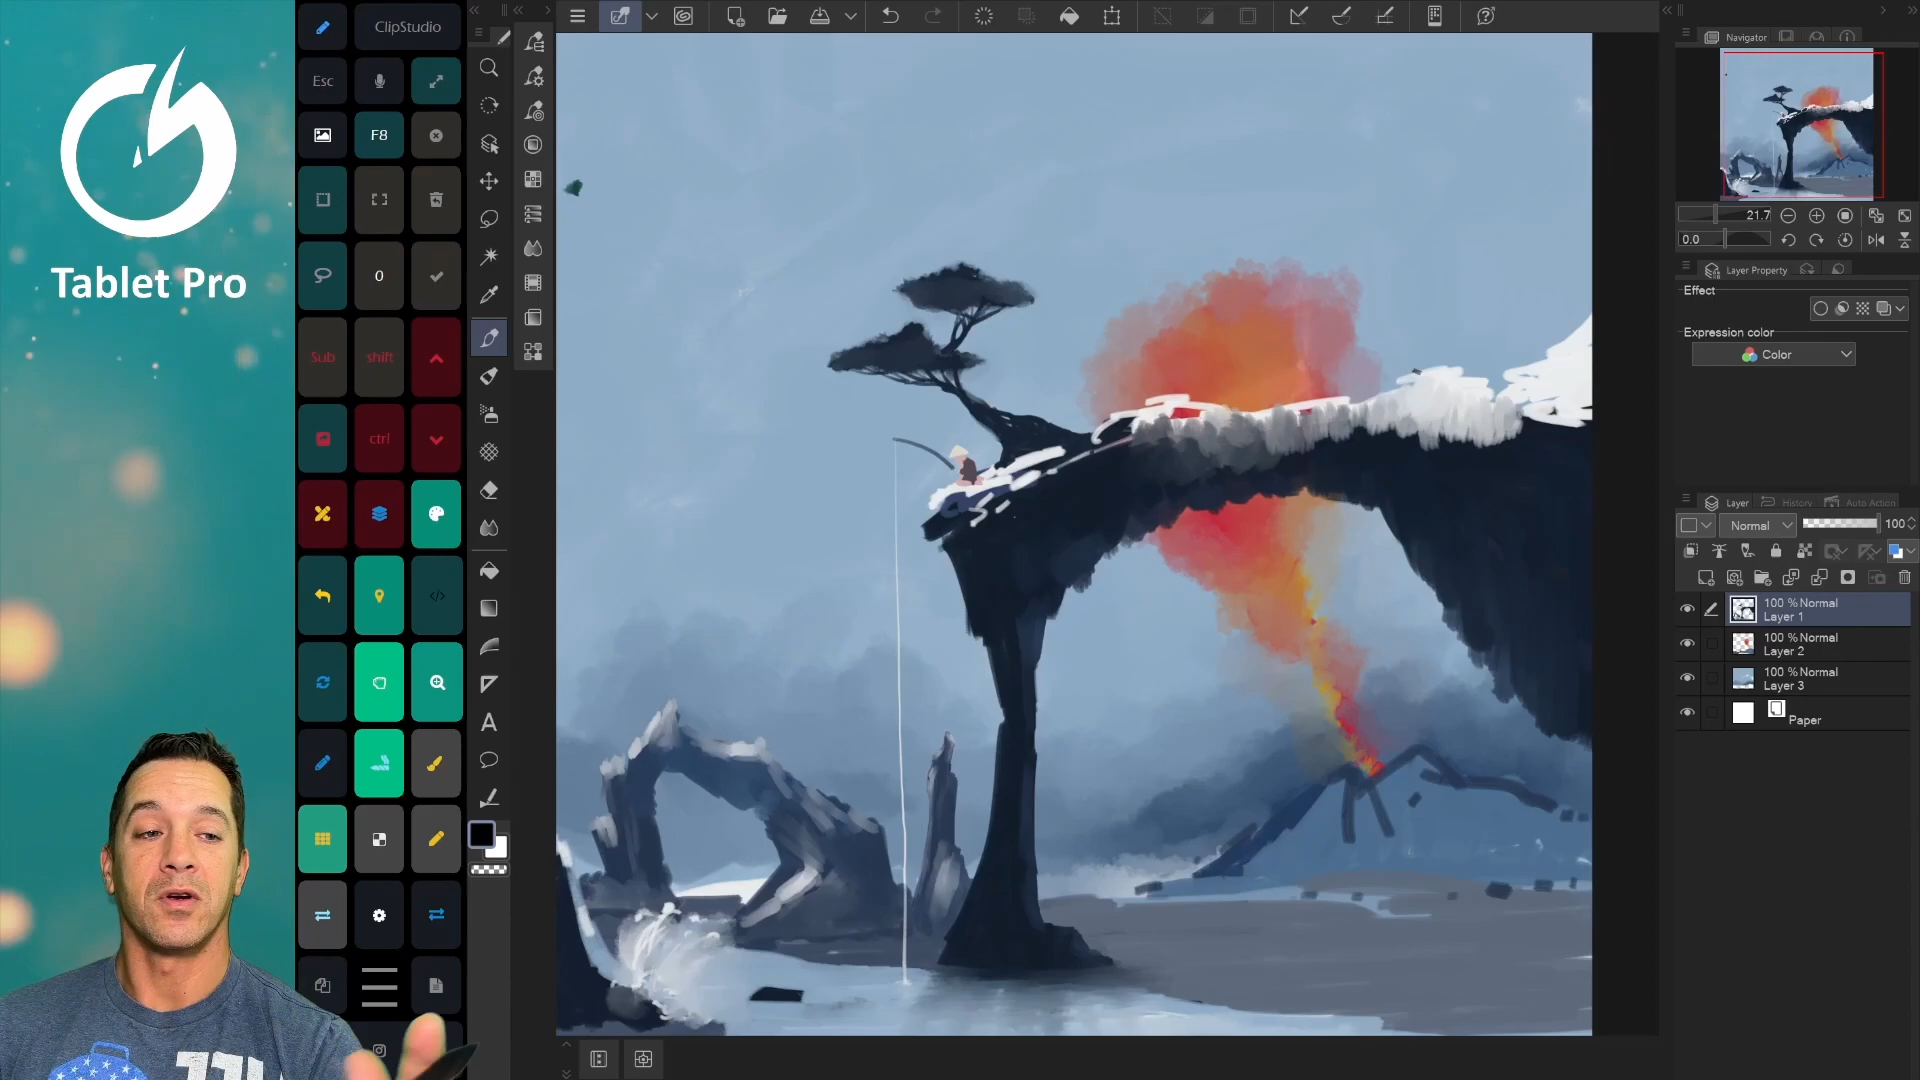 Tablet Pro
ClipStudio
Esc
F8
0
Sub
shift
ctrl
A
Navigator
21.7
0.0
Layer Property
Effect
Expression color
Color
Layer
History
Auto Action
Normal
100
100 % Normal
Layer 1
100 % Normal
Layer 2
100 % Normal
Layer 3
Paper